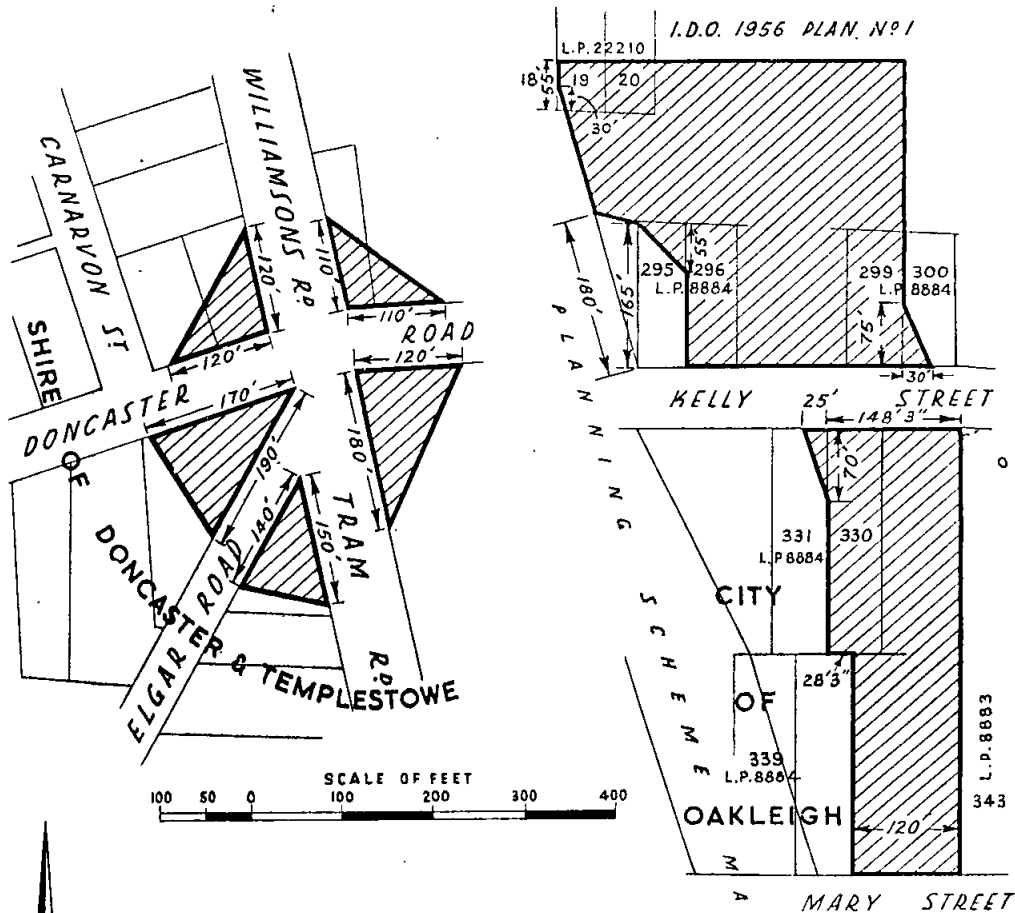 I.D.O. 1956 PLAN Nº 1
L.P. 22210
18'
55'
19
20
30'
CARNARVON ST
WILLIAMSONS RD.
120'
120'
110'
110'
ROAD
120'
180'
SHIRE
OF
DONCASTER & TEMPLESTOWE
DONCASTER
170'
190'
140'
150'
ELGAR ROAD
TRAM RD.
SCALE OF FEET
100 50 0 100 200 300 400
180'
165'
55
295
296
L.P. 8884
299
300
L.P. 8884
75'
30'
KELLY STREET
PLANNING SCHEME MA
25'
148'3"
70'
331
L.P 8884
330
28'3"
CITY
OF
OAKLEIGH
339
L.P. 8884
120
L.P. 8883
343
O
MARY STREET